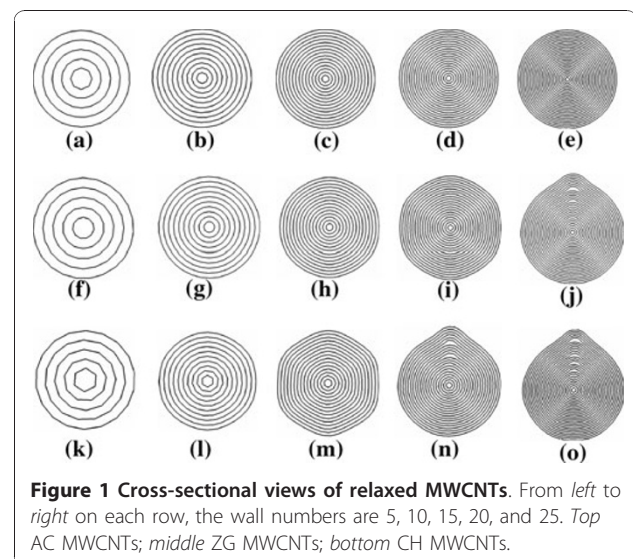 (a) (b) (c) (d) (e)
(f) (g) (h) (i) (j)
(k) (l) (m) (n) (o)
Figure 1 Cross-sectional views of relaxed MWCNTs. From left to
right on each row, the wall numbers are 5, 10, 15, 20, and 25. Top
AC MWCNTs; middle ZG MWCNTs; bottom CH MWCNTs.